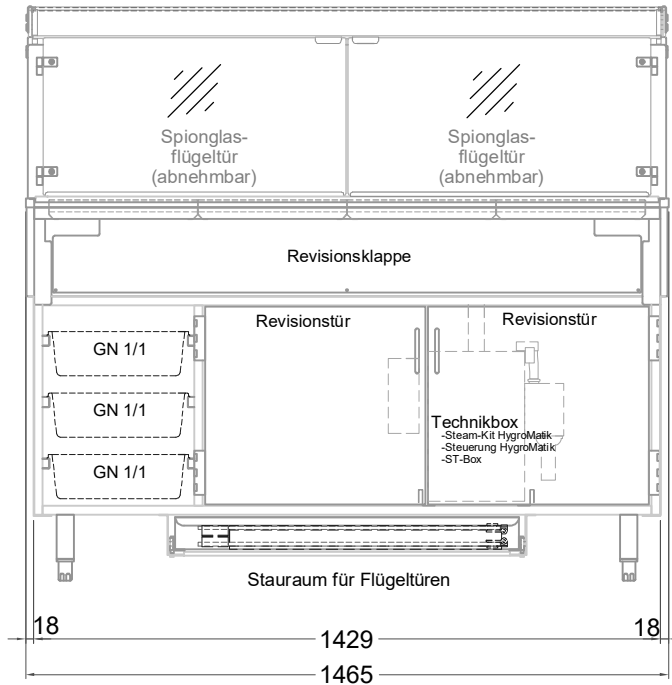 Spionglas-
flügeltür
(abnehmbar)
Spionglas-
flügeltür
(abnehmbar)
Revisionsklappe
Revisionstür
Revisionstür
GN 1/1
GN 1/1
GN 1/1
Technikbox
-Steam-Kit HygroMatik
-Steuerung HygroMatik
-ST-Box
Stauraum für Flügeltüren
18
1429
18
1465